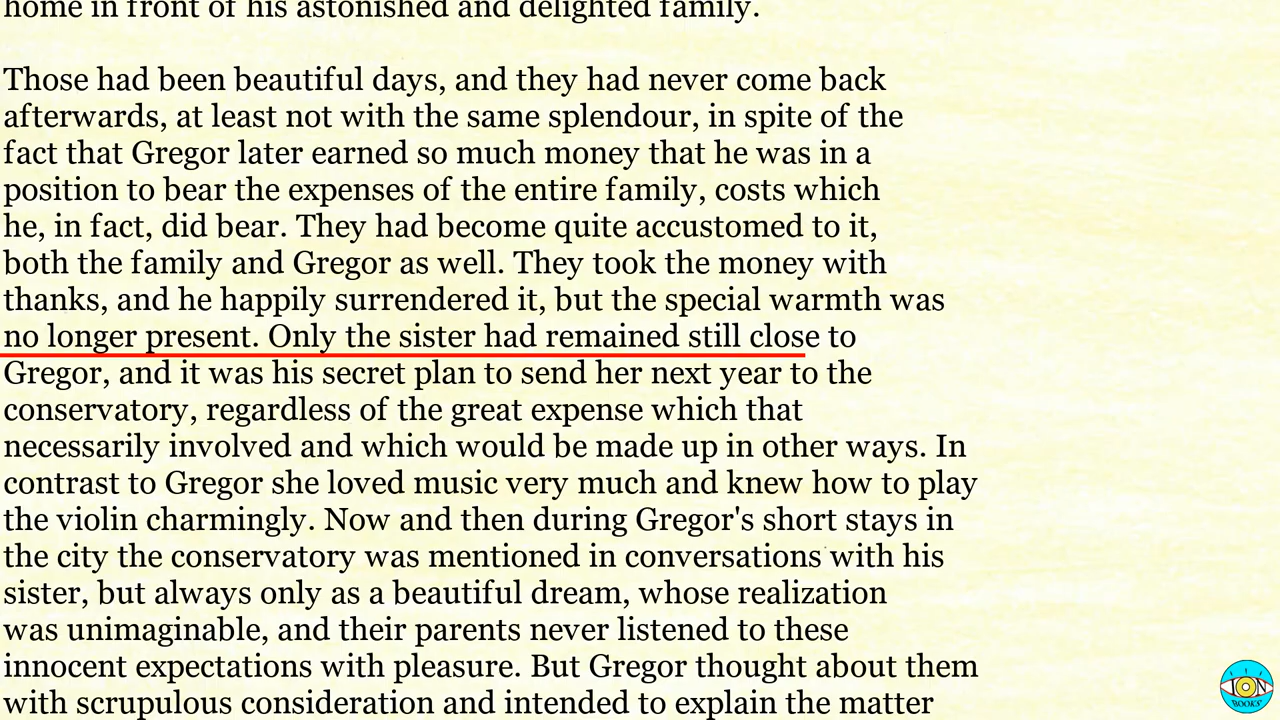 home in front of his astonished and delighted family.
Those had been beautiful days, and they had never come back
afterwards, at least not with the same splendour, in spite of the
fact that Gregor later earned so much money that he was in a
position to bear the expenses of the entire family, costs which
he, in fact, did bear. They had become quite accustomed to it,
both the family and Gregor as well. They took the money with
thanks, and he happily surrendered it, but the special warmth was
no longer present. Only the sister had remained still close to
Gregor, and it was his secret plan to send her next year to the
conservatory, regardless of the great expense which that
necessarily involved and which would be made up in other ways. In
contrast to Gregor she loved music very much and knew how to play
the violin charmingly. Now and then during Gregor's short stays in
the city the conservatory was mentioned in conversations with his
sister, but always only as a beautiful dream, whose realization
was unimaginable, and their parents never listened to these
innocent expectations with pleasure. But Gregor thought about them
with scrupulous consideration and intended to explain the matter
ION
BOOKS